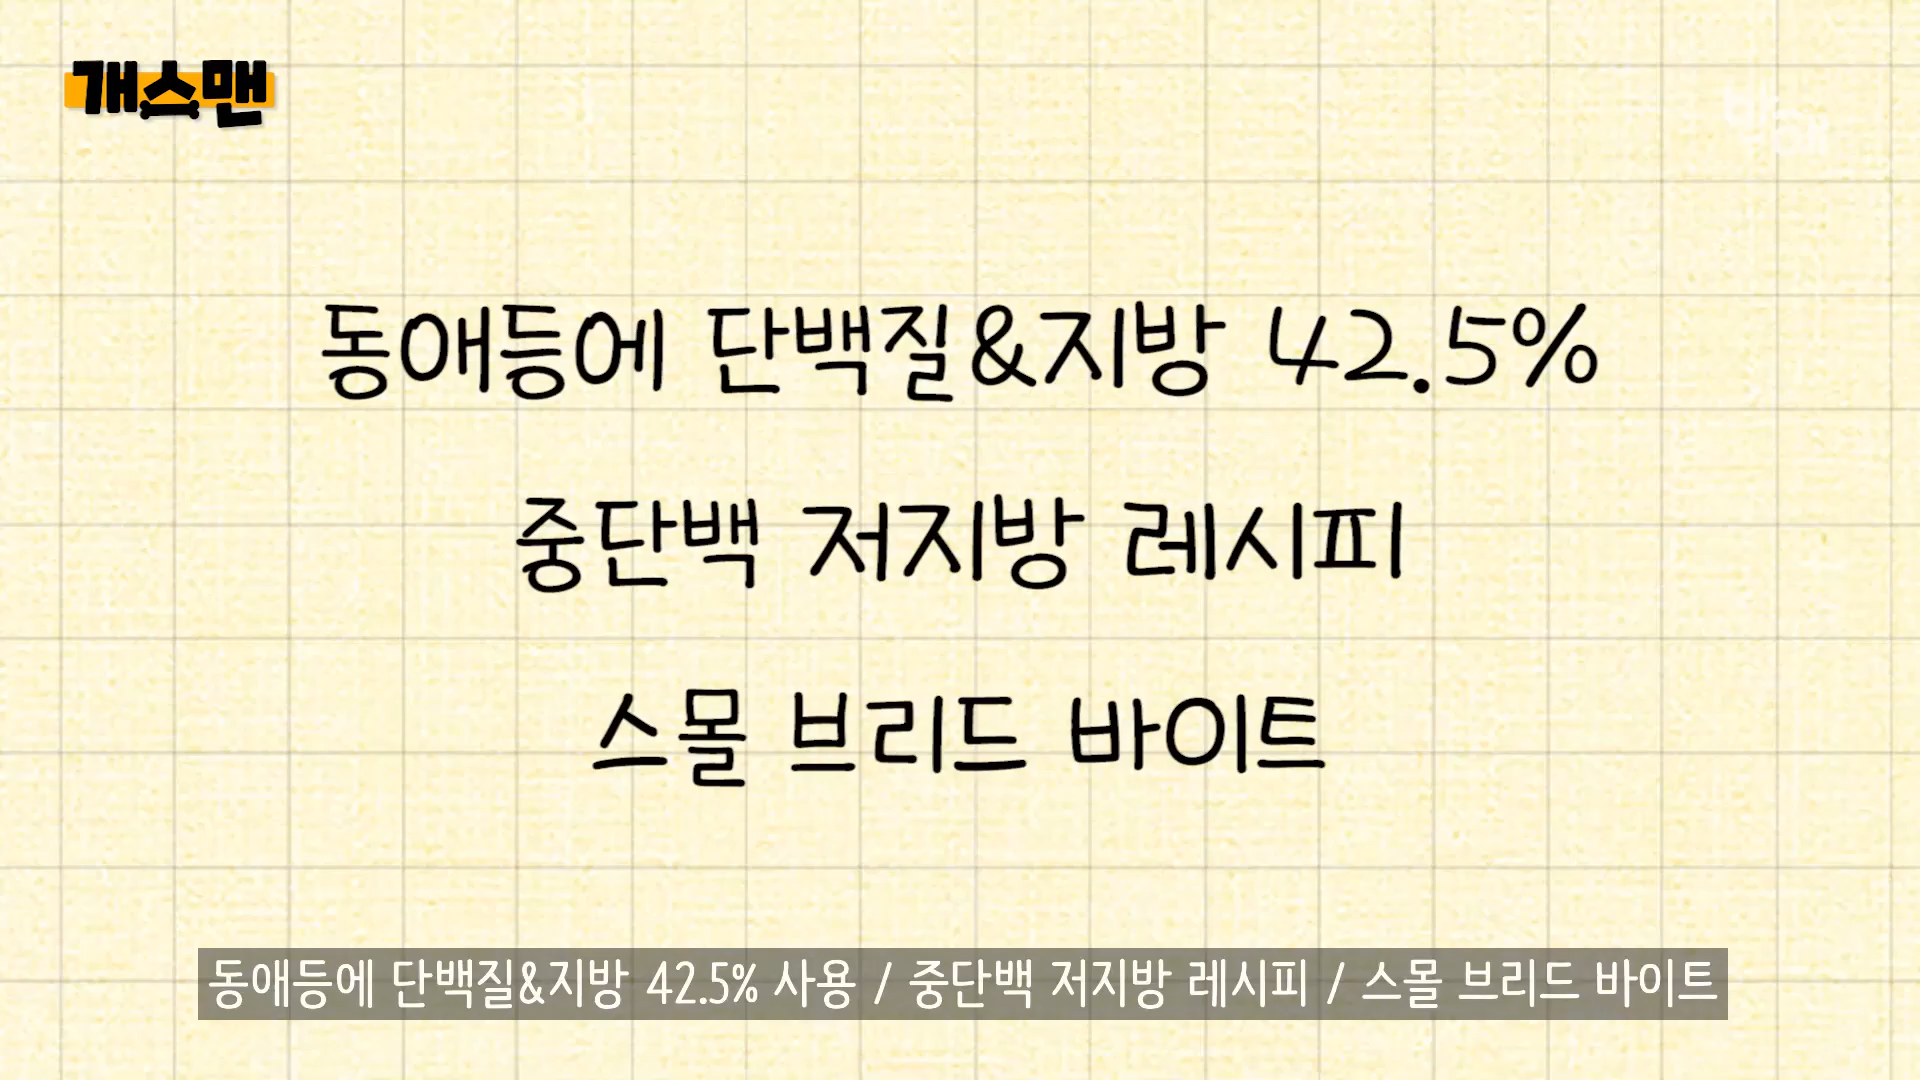 개스맨
동애등에 단백질&지방 42.5%
중단백 저지방 레시피
스몰 브리드 바이트
동애등에 단백질&지방 42.5% 사용 / 중단백 저지방 레시피 / 스몰 브리드 바이트